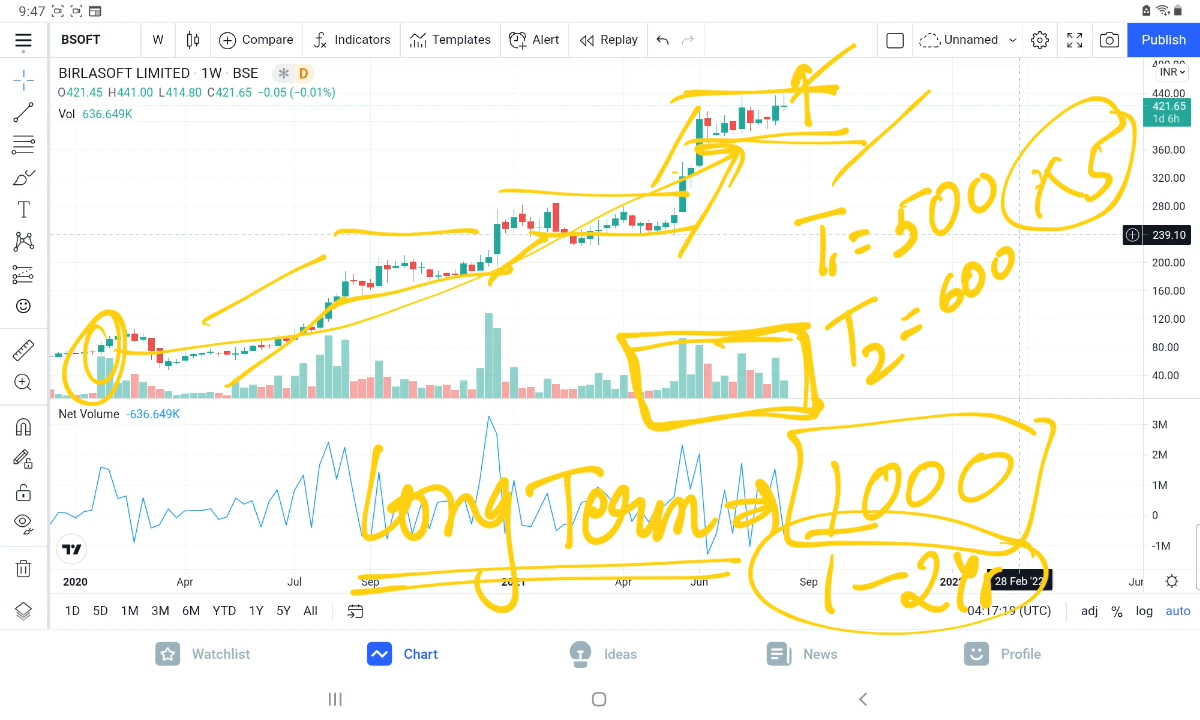 9:47
BSOFT W Compare Indicators Templates Alert Replay Unnamed Publish
BIRLASOFT LIMITED · 1W · BSE D
O421.45 H441.00 L414.80 C421.65 −0.05 (−0.01%)
Vol 636.649K
INR
440.00
421.65
1d 6h
360.00
320.00
280.00
239.10
200.00
160.00
120.00
80.00
40.00
x5
T1 = 500
T2 = 600
Net Volume -636.649K
3M
2M
1M
0
-1M
Long Term ⇒ 1000
1-2Yr
2020 Apr Jul Sep 2021 Apr Jun Sep 28 Feb '22
1D 5D 1M 3M 6M YTD 1Y 5Y All 04:17:19 (UTC) adj % log auto
Watchlist Chart Ideas News Profile